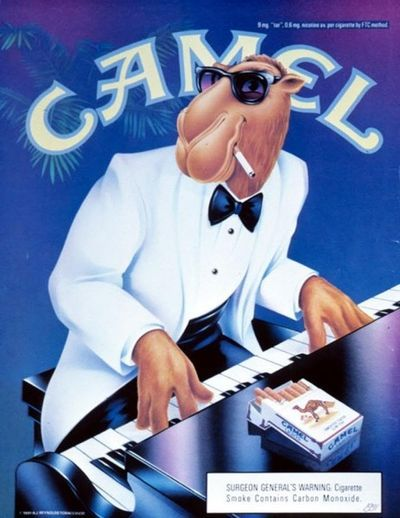 9 mg. "tar", 0.6 mg. nicotine av. per cigarette by FTC method.
CAMEL
CAMEL
SURGEON GENERAL'S WARNING: Cigarette
Smoke Contains Carbon Monoxide.